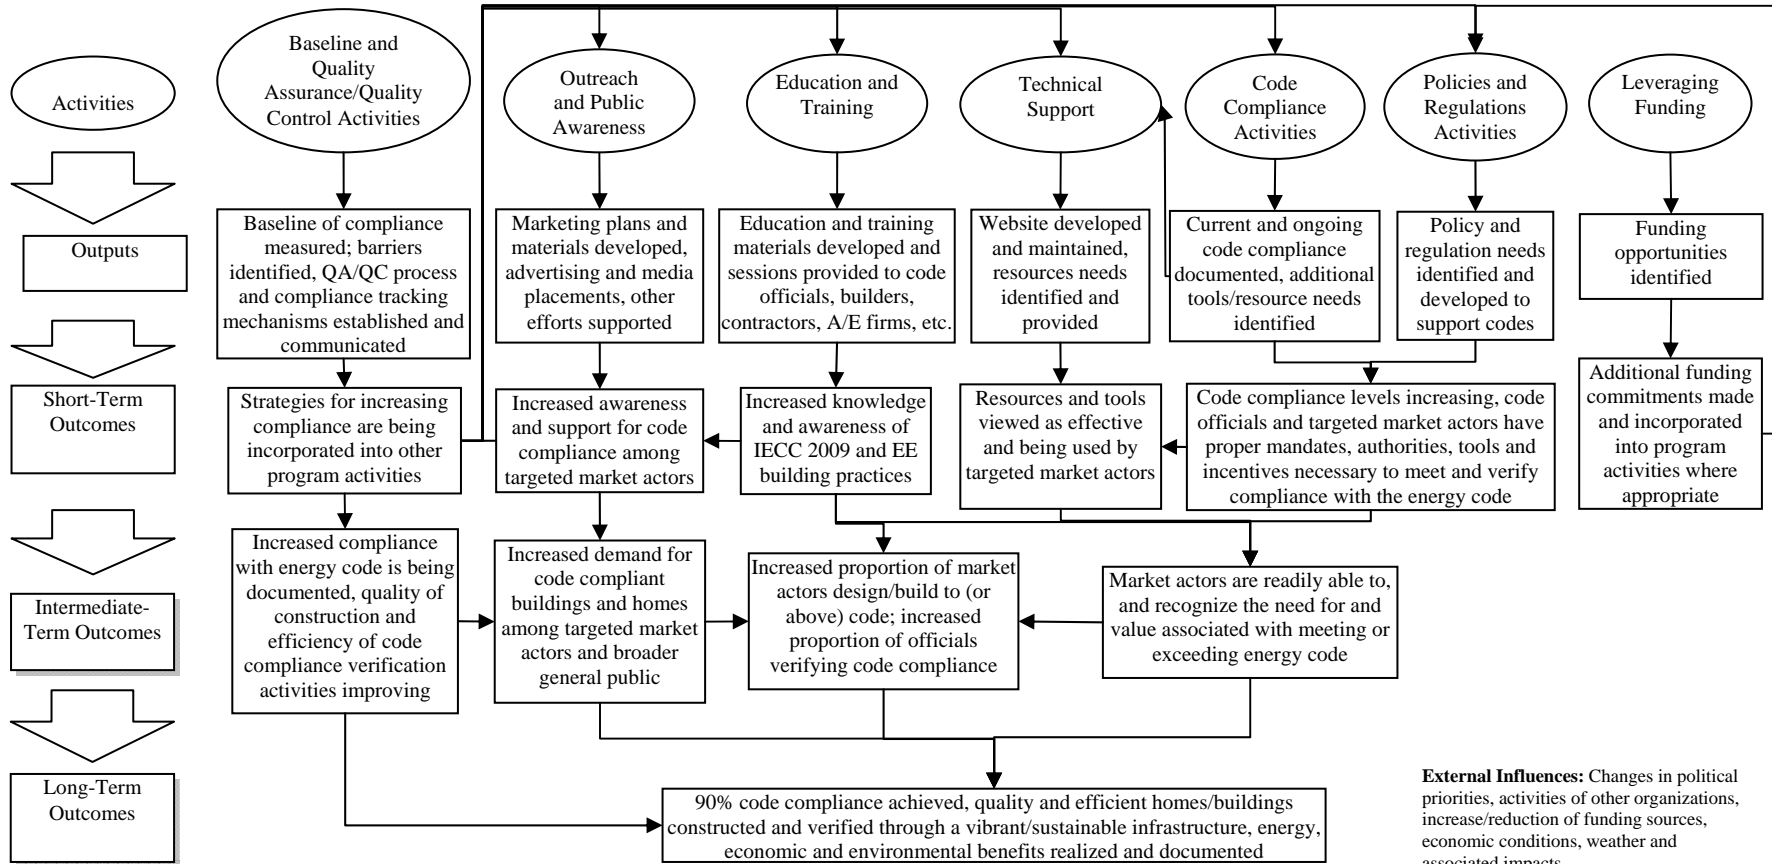 Activities
Baseline and
Quality
Assurance/Quality
Control Activities
Outreach
and Public
Awareness
Education and
Training
Technical
Support
Code
Compliance
Activities
Policies and
Regulations
Activities
Leveraging
Funding
Outputs
Baseline of compliance
measured; barriers
identified, QA/QC process
and compliance tracking
mechanisms established and
communicated
Marketing plans and
materials developed,
advertising and media
placements, other
efforts supported
Education and training
materials developed and
sessions provided to code
officials, builders,
contractors, A/E firms, etc.
Website developed
and maintained,
resources needs
identified and
provided
Current and ongoing
code compliance
documented, additional
tools/resource needs
identified
Policy and
regulation needs
identified and
developed to
support codes
Funding
opportunities
identified
Short-Term
Outcomes
Strategies for increasing
compliance are being
incorporated into other
program activities
Increased awareness
and support for code
compliance among
targeted market actors
Increased knowledge
and awareness of
IECC 2009 and EE
building practices
Resources and tools
viewed as effective
and being used by
targeted market actors
Code compliance levels increasing, code
officials and targeted market actors have
proper mandates, authorities, tools and
incentives necessary to meet and verify
compliance with the energy code
Additional funding
commitments made
and incorporated
into program
activities where
appropriate
Intermediate-
Term Outcomes
Increased compliance
with energy code is being
documented, quality of
construction and
efficiency of code
compliance verification
activities improving
Increased demand for
code compliant
buildings and homes
among targeted market
actors and broader
general public
Increased proportion of market
actors design/build to (or
above) code; increased
proportion of officials
verifying code compliance
Market actors are readily able to,
and recognize the need for and
value associated with meeting or
exceeding energy code
Long-Term
Outcomes
90% code compliance achieved, quality and efficient homes/buildings
constructed and verified through a vibrant/sustainable infrastructure, energy,
economic and environmental benefits realized and documented
External Influences: Changes in political
priorities, activities of other organizations,
increase/reduction of funding sources,
economic conditions, weather and
associated impacts